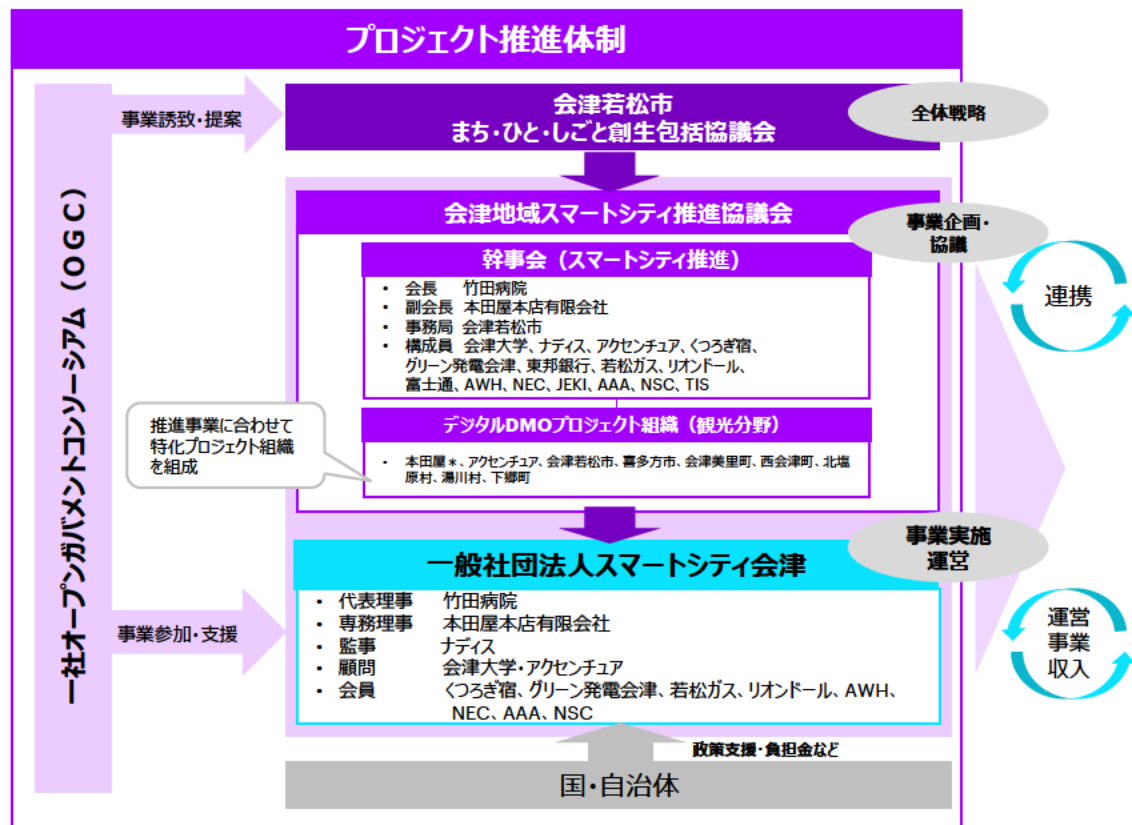 プロジェクト推進体制
一社オープンガバメントコンソーシアム(OGC)
事業誘致・提案
会津若松市
まち・ひと・しごと創生包括協議会
全体戦略
会津地域スマートシティ推進協議会
事業企画・
協議
幹事会(スマートシティ推進)
・ 会長 竹田病院
・ 副会長 本田屋本店有限会社
・ 事務局 会津若松市
・ 構成員 会津大学、ナディス、アクセンチュア、くつろぎ宿、
グリーン発電会津、東邦銀行、若松ガス、リオンドール、
富士通、AWH、NEC、JEKI、AAA、NSC、TIS
連携
推進事業に合わせて
特化プロジェクト組織
を組成
デジタルDMOプロジェクト組織(観光分野)
・ 本田屋*、アクセンチュア、会津若松市、喜多方市、会津美里町、西会津町、北塩
原村、湯川村、下郷町
事業実施
運営
一般社団法人スマートシティ会津
事業参加・支援
・ 代表理事 竹田病院
・ 専務理事 本田屋本店有限会社
・ 監事 ナディス
・ 顧問 会津大学・アクセンチュア
・ 会員 くつろぎ宿、グリーン発電会津、若松ガス、リオンドール、AWH、
NEC、AAA、NSC
運営
事業
収入
政策支援・負担金など
国・自治体